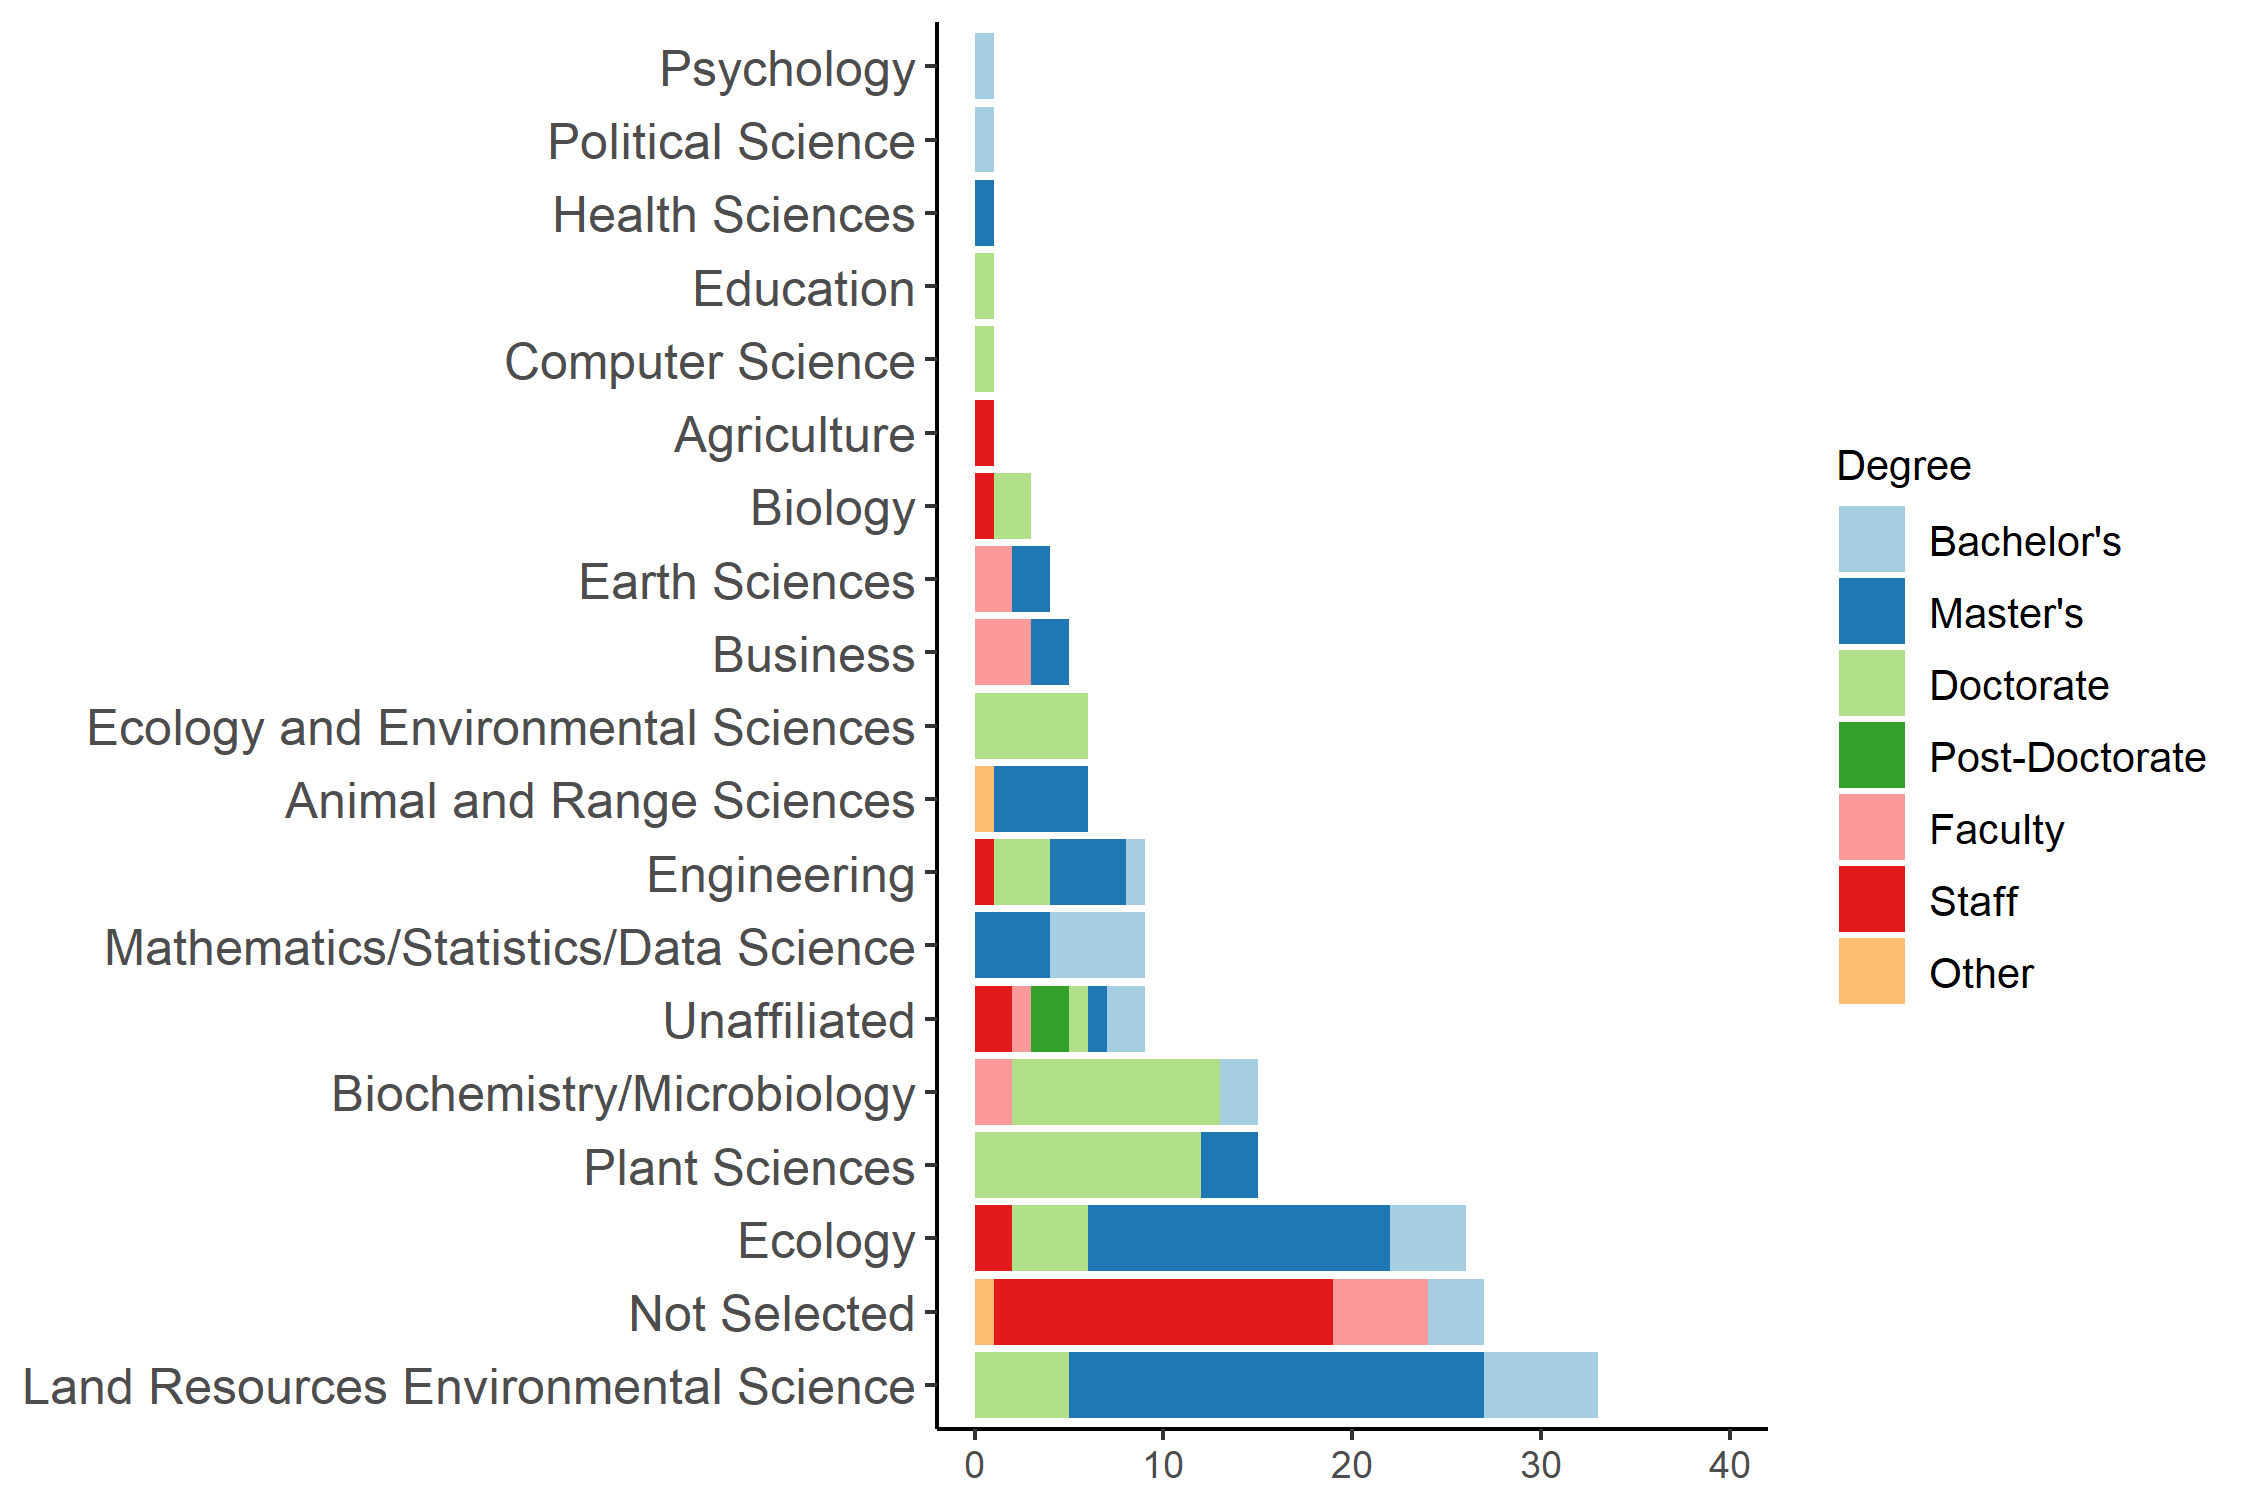 Psychology
Political Science
Health Sciences
Education
Computer Science
Agriculture
Biology
Earth Sciences
Business
Ecology and Environmental Sciences
Animal and Range Sciences
Engineering
Mathematics/Statistics/Data Science
Unaffiliated
Biochemistry/Microbiology
Plant Sciences
Ecology
Not Selected
Land Resources Environmental Science
0 10 20 30 40
Degree
Bachelor's
Master's
Doctorate
Post-Doctorate
Faculty
Staff
Other